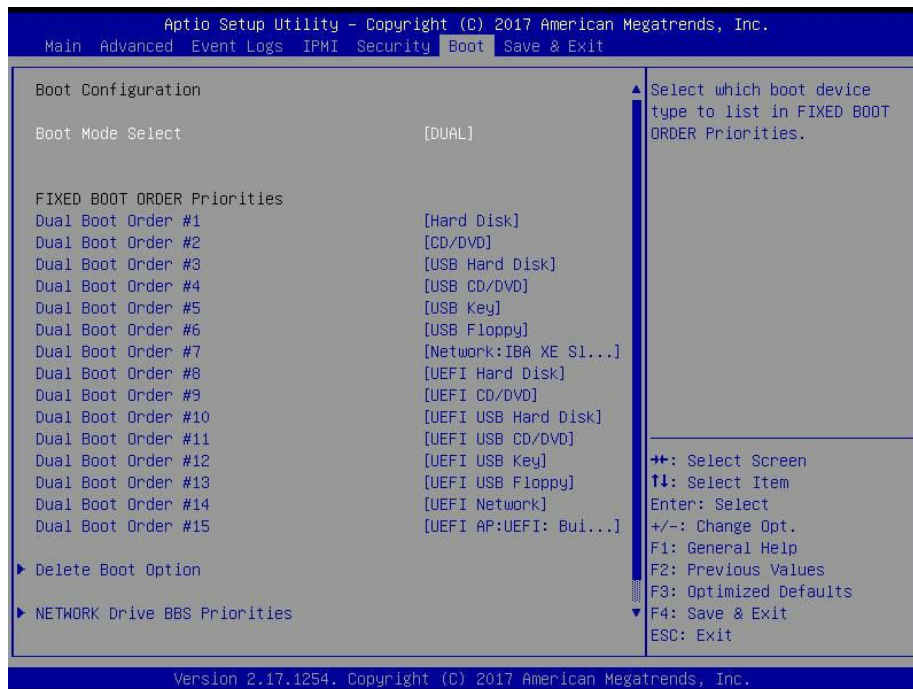 Aptio Setup Utility – Copyright (C) 2017 American Megatrends, Inc.
Main Advanced Event Logs IPMI Security Boot Save & Exit
Boot Configuration
Boot Mode Select [DUAL]
FIXED BOOT ORDER Priorities
Dual Boot Order #1 [Hard Disk]
Dual Boot Order #2 [CD/DVD]
Dual Boot Order #3 [USB Hard Disk]
Dual Boot Order #4 [USB CD/DVD]
Dual Boot Order #5 [USB Key]
Dual Boot Order #6 [USB Floppy]
Dual Boot Order #7 [Network:IBA XE Sl...]
Dual Boot Order #8 [UEFI Hard Disk]
Dual Boot Order #9 [UEFI CD/DVD]
Dual Boot Order #10 [UEFI USB Hard Disk]
Dual Boot Order #11 [UEFI USB CD/DVD]
Dual Boot Order #12 [UEFI USB Key]
Dual Boot Order #13 [UEFI USB Floppy]
Dual Boot Order #14 [UEFI Network]
Dual Boot Order #15 [UEFI AP:UEFI: Bui...]
Delete Boot Option
NETWORK Drive BBS Priorities
Select which boot device
type to list in FIXED BOOT
ORDER Priorities.
→←: Select Screen
↑↓: Select Item
Enter: Select
+/-: Change Opt.
F1: General Help
F2: Previous Values
F3: Optimized Defaults
F4: Save & Exit
ESC: Exit
Version 2.17.1254. Copyright (C) 2017 American Megatrends, Inc.